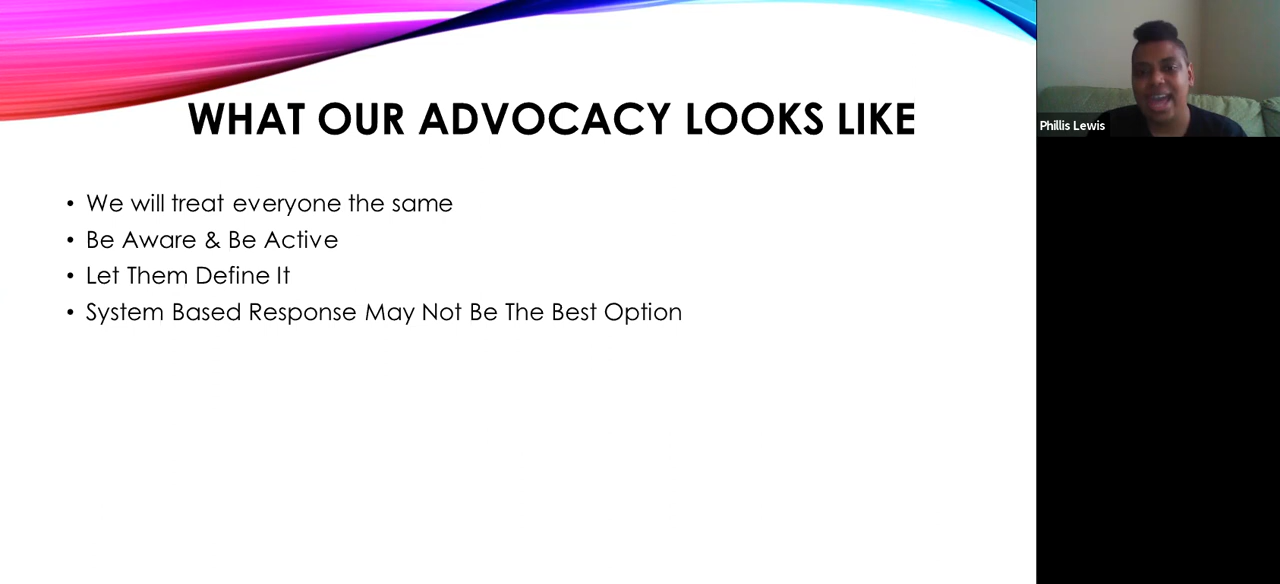 WHAT OUR ADVOCACY LOOKS LIKE
• We will treat everyone the same
• Be Aware & Be Active
• Let Them Define It
• System Based Response May Not Be The Best Option
Phillis Lewis